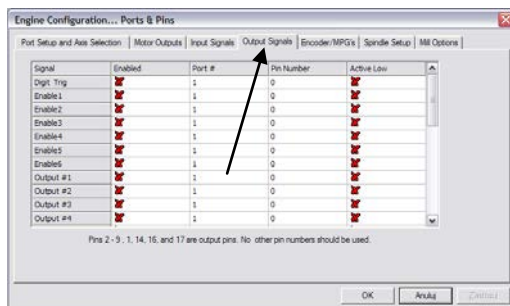 Engine Configuration... Ports & Pins
Port Setup and Axis Selection Motor Outputs Input Signals Output Signals Encoder/MPG's Spindle Setup Mill Options
Signal Enabled Port # Pin Number Active Low
Digit Trig 1 0
Enable1 1 0
Enable2 1 0
Enable3 1 0
Enable4 1 0
Enable5 1 0
Enable6 1 0
Output #1 1 0
Output #2 1 0
Output #3 1 0
Output #4 1 0
Pins 2 - 9 , 1, 14, 16, and 17 are output pins. No other pin numbers should be used.
OK Anuluj Zastosuj